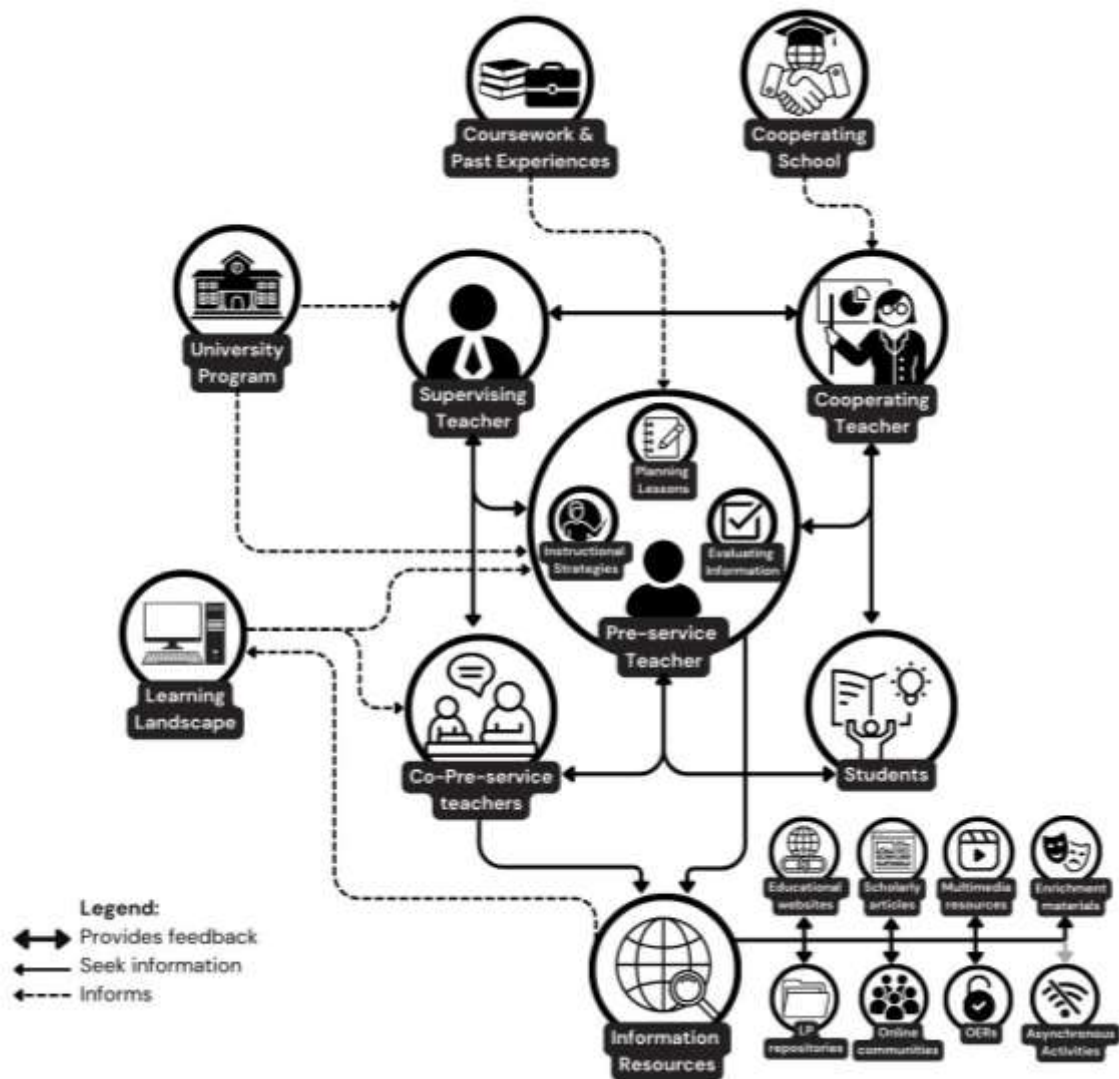 Coursework &
Past Experiences
Cooperating
School
University
Program
Supervising
Teacher
Cooperating
Teacher
Planning
Lessons
Instructional
Strategies
Evaluating
Information
Pre-service
Teacher
Learning
Landscape
Co-Pre-service
teachers
Students
Educational
websites
Scholarly
articles
Multimedia
resources
Enrichment
materials
Legend:
Provides feedback
Seek information
Informs
Information
Resources
LP
repositories
Online
communities
OERs
Asynchronous
Activities